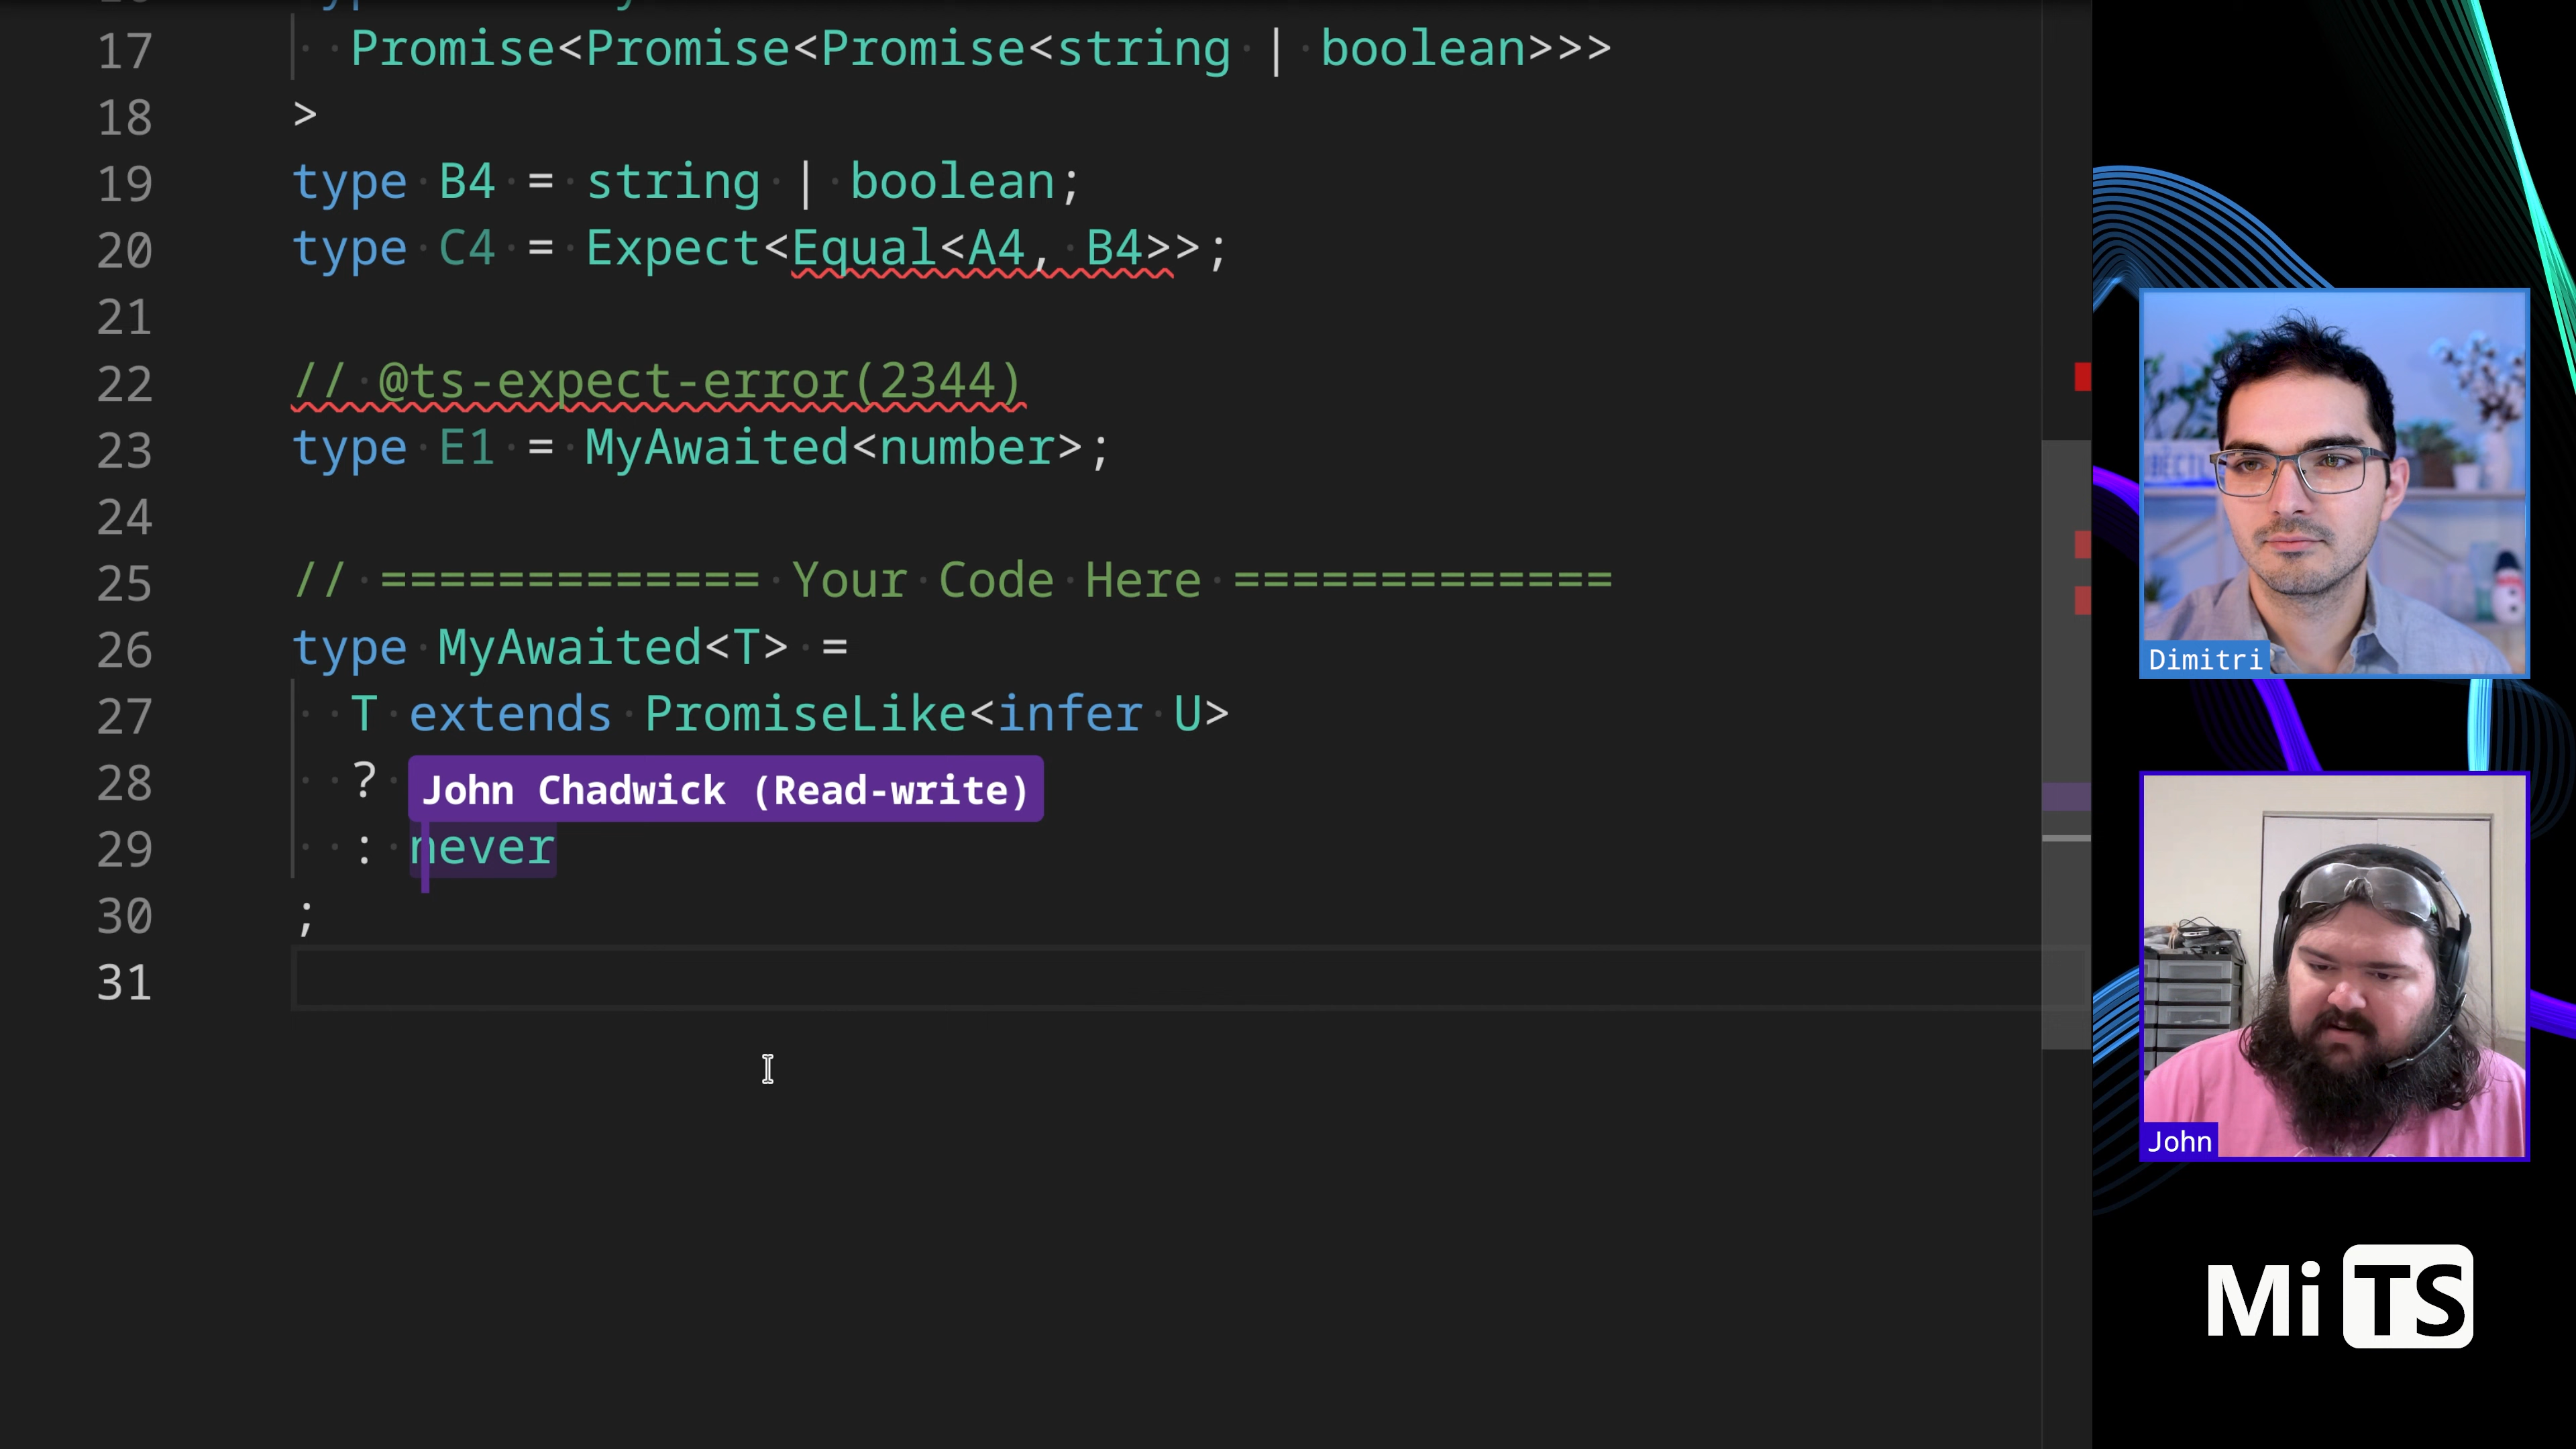 17 Promise<Promise<Promise<string | boolean>>>
18 >
19 type B4 = string | boolean;
20 type C4 = Expect<Equal<A4, B4>>;
21
22 // @ts-expect-error(2344)
23 type E1 = MyAwaited<number>;
24
25 // ============= Your Code Here =============
26 type MyAwaited<T> =
27 T extends PromiseLike<infer U>
28 ? John Chadwick (Read-write)
29 : never
30 ;
31
Dimitri
John
Mi TS